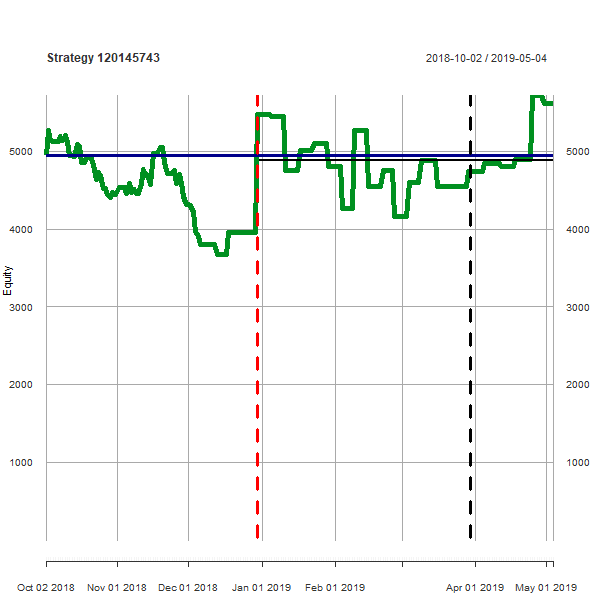 Strategy 120145743
2018-10-02 / 2019-05-04
5000
5000
4000
4000
Equity
3000
3000
2000
2000
1000
1000
Oct 02 2018
Nov 01 2018
Dec 01 2018
Jan 01 2019
Feb 01 2019
Apr 01 2019
May 01 2019